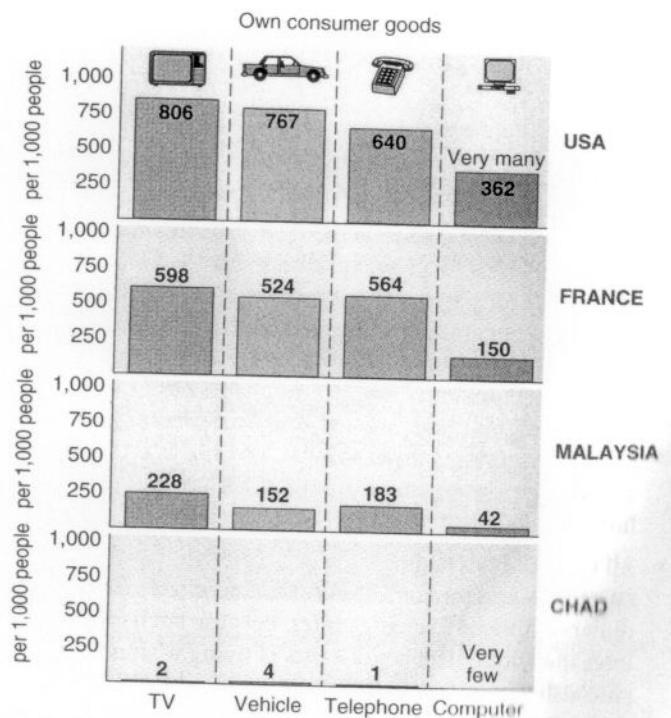 Own consumer goods
per 1,000 people
1,000
750
500
250
806
767
640
Very many
362
USA
per 1,000 people
1,000
750
500
250
598
524
564
150
FRANCE
per 1,000 people
1,000
750
500
250
228
152
183
42
MALAYSIA
per 1,000 people
1,000
750
500
250
2
4
1
Very
few
CHAD
TV Vehicle Telephone Computer